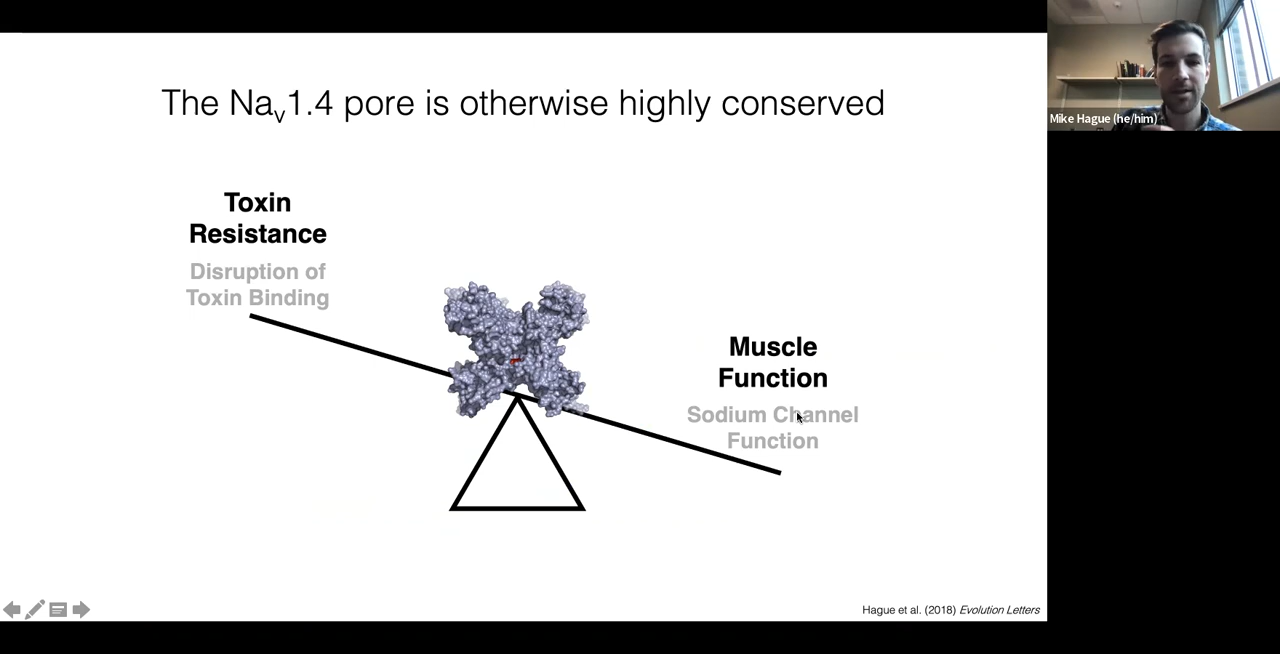 The Nav1.4 pore is otherwise highly conserved
Toxin
Resistance
Disruption of
Toxin Binding
Muscle
Function
Sodium Channel
Function
Hague et al. (2018) Evolution Letters
Mike Hague (he/him)